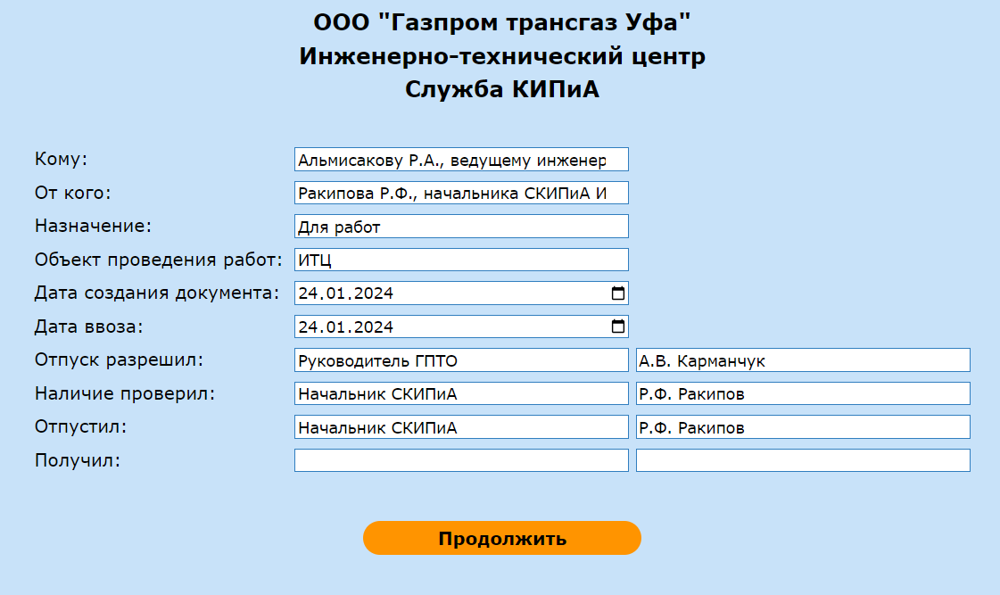 ООО "Газпром трансгаз Уфа"
Инженерно-технический центр
Служба КИПиА
Кому: Альмисакову Р.А., ведущему инженер
От кого: Ракипова Р.Ф., начальника СКИПиА И
Назначение: Для работ
Объект проведения работ: ИТЦ
Дата создания документа: 24.01.2024
Дата ввоза: 24.01.2024
Отпуск разрешил: Руководитель ГПТО А.В. Карманчук
Наличие проверил: Начальник СКИПиА Р.Ф. Ракипов
Отпустил: Начальник СКИПиА Р.Ф. Ракипов
Получил:
Продолжить